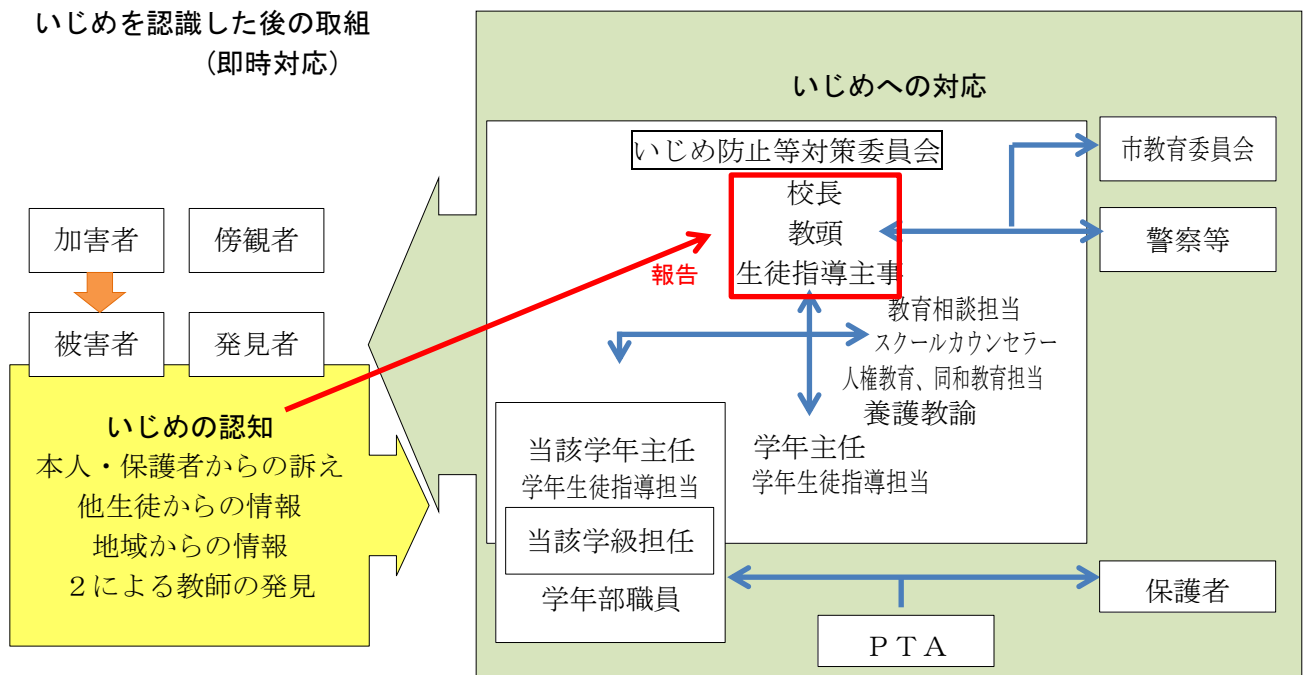 いじめを認識した後の取組
(即時対応)
加害者
傍観者
被害者
発見者
いじめの認知
本人・保護者からの訴え
他生徒からの情報
地域からの情報
２による教師の発見
報告
いじめへの対応
いじめ防止等対策委員会
校長
教頭
生徒指導主事
教育相談担当
スクールカウンセラー
人権教育、同和教育担当
養護教諭
学年主任
学年生徒指導担当
当該学年主任
学年生徒指導担当
当該学級担任
学年部職員
市教育委員会
警察等
保護者
ＰＴＡ